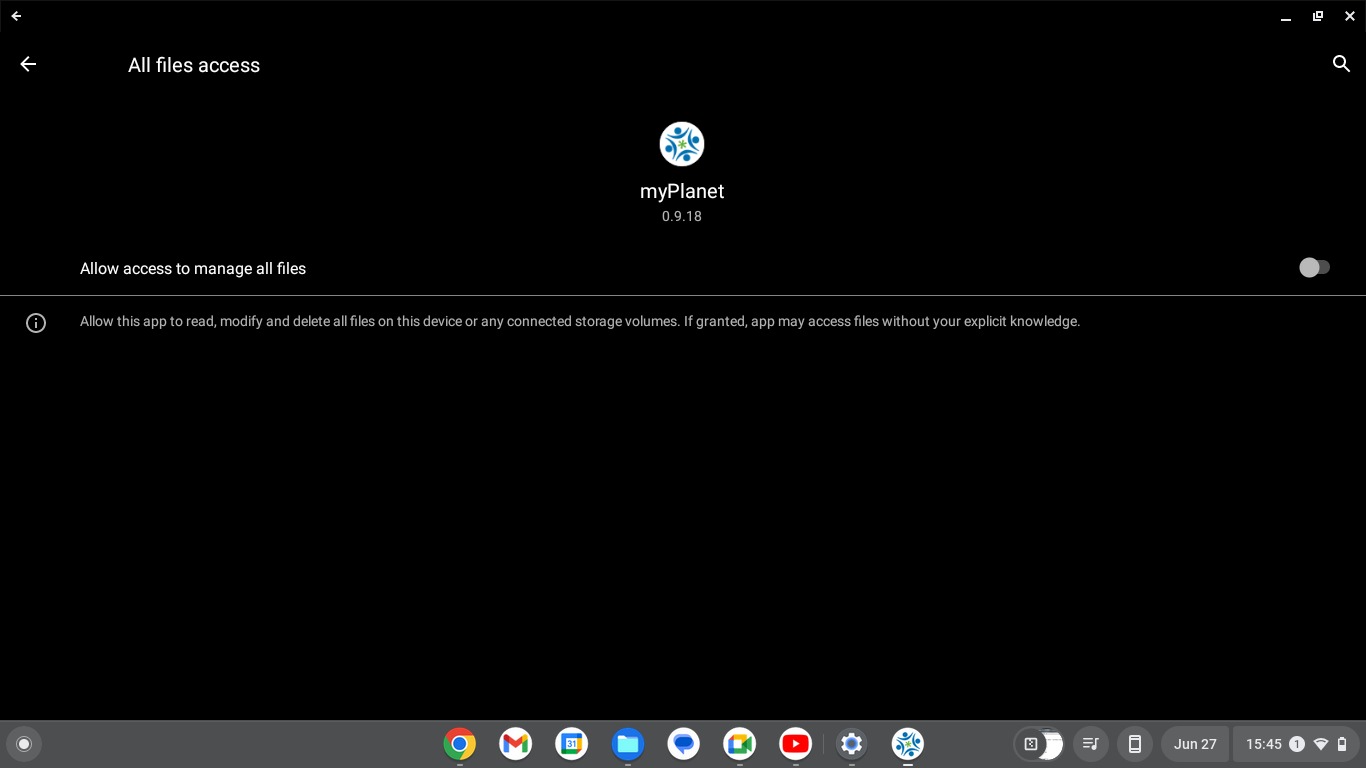 All files access
myPlanet
0.9.18
Allow access to manage all files
Allow this app to read, modify and delete all files on this device or any connected storage volumes. If granted, app may access files without your explicit knowledge.
31
Jun 27
15:45
1